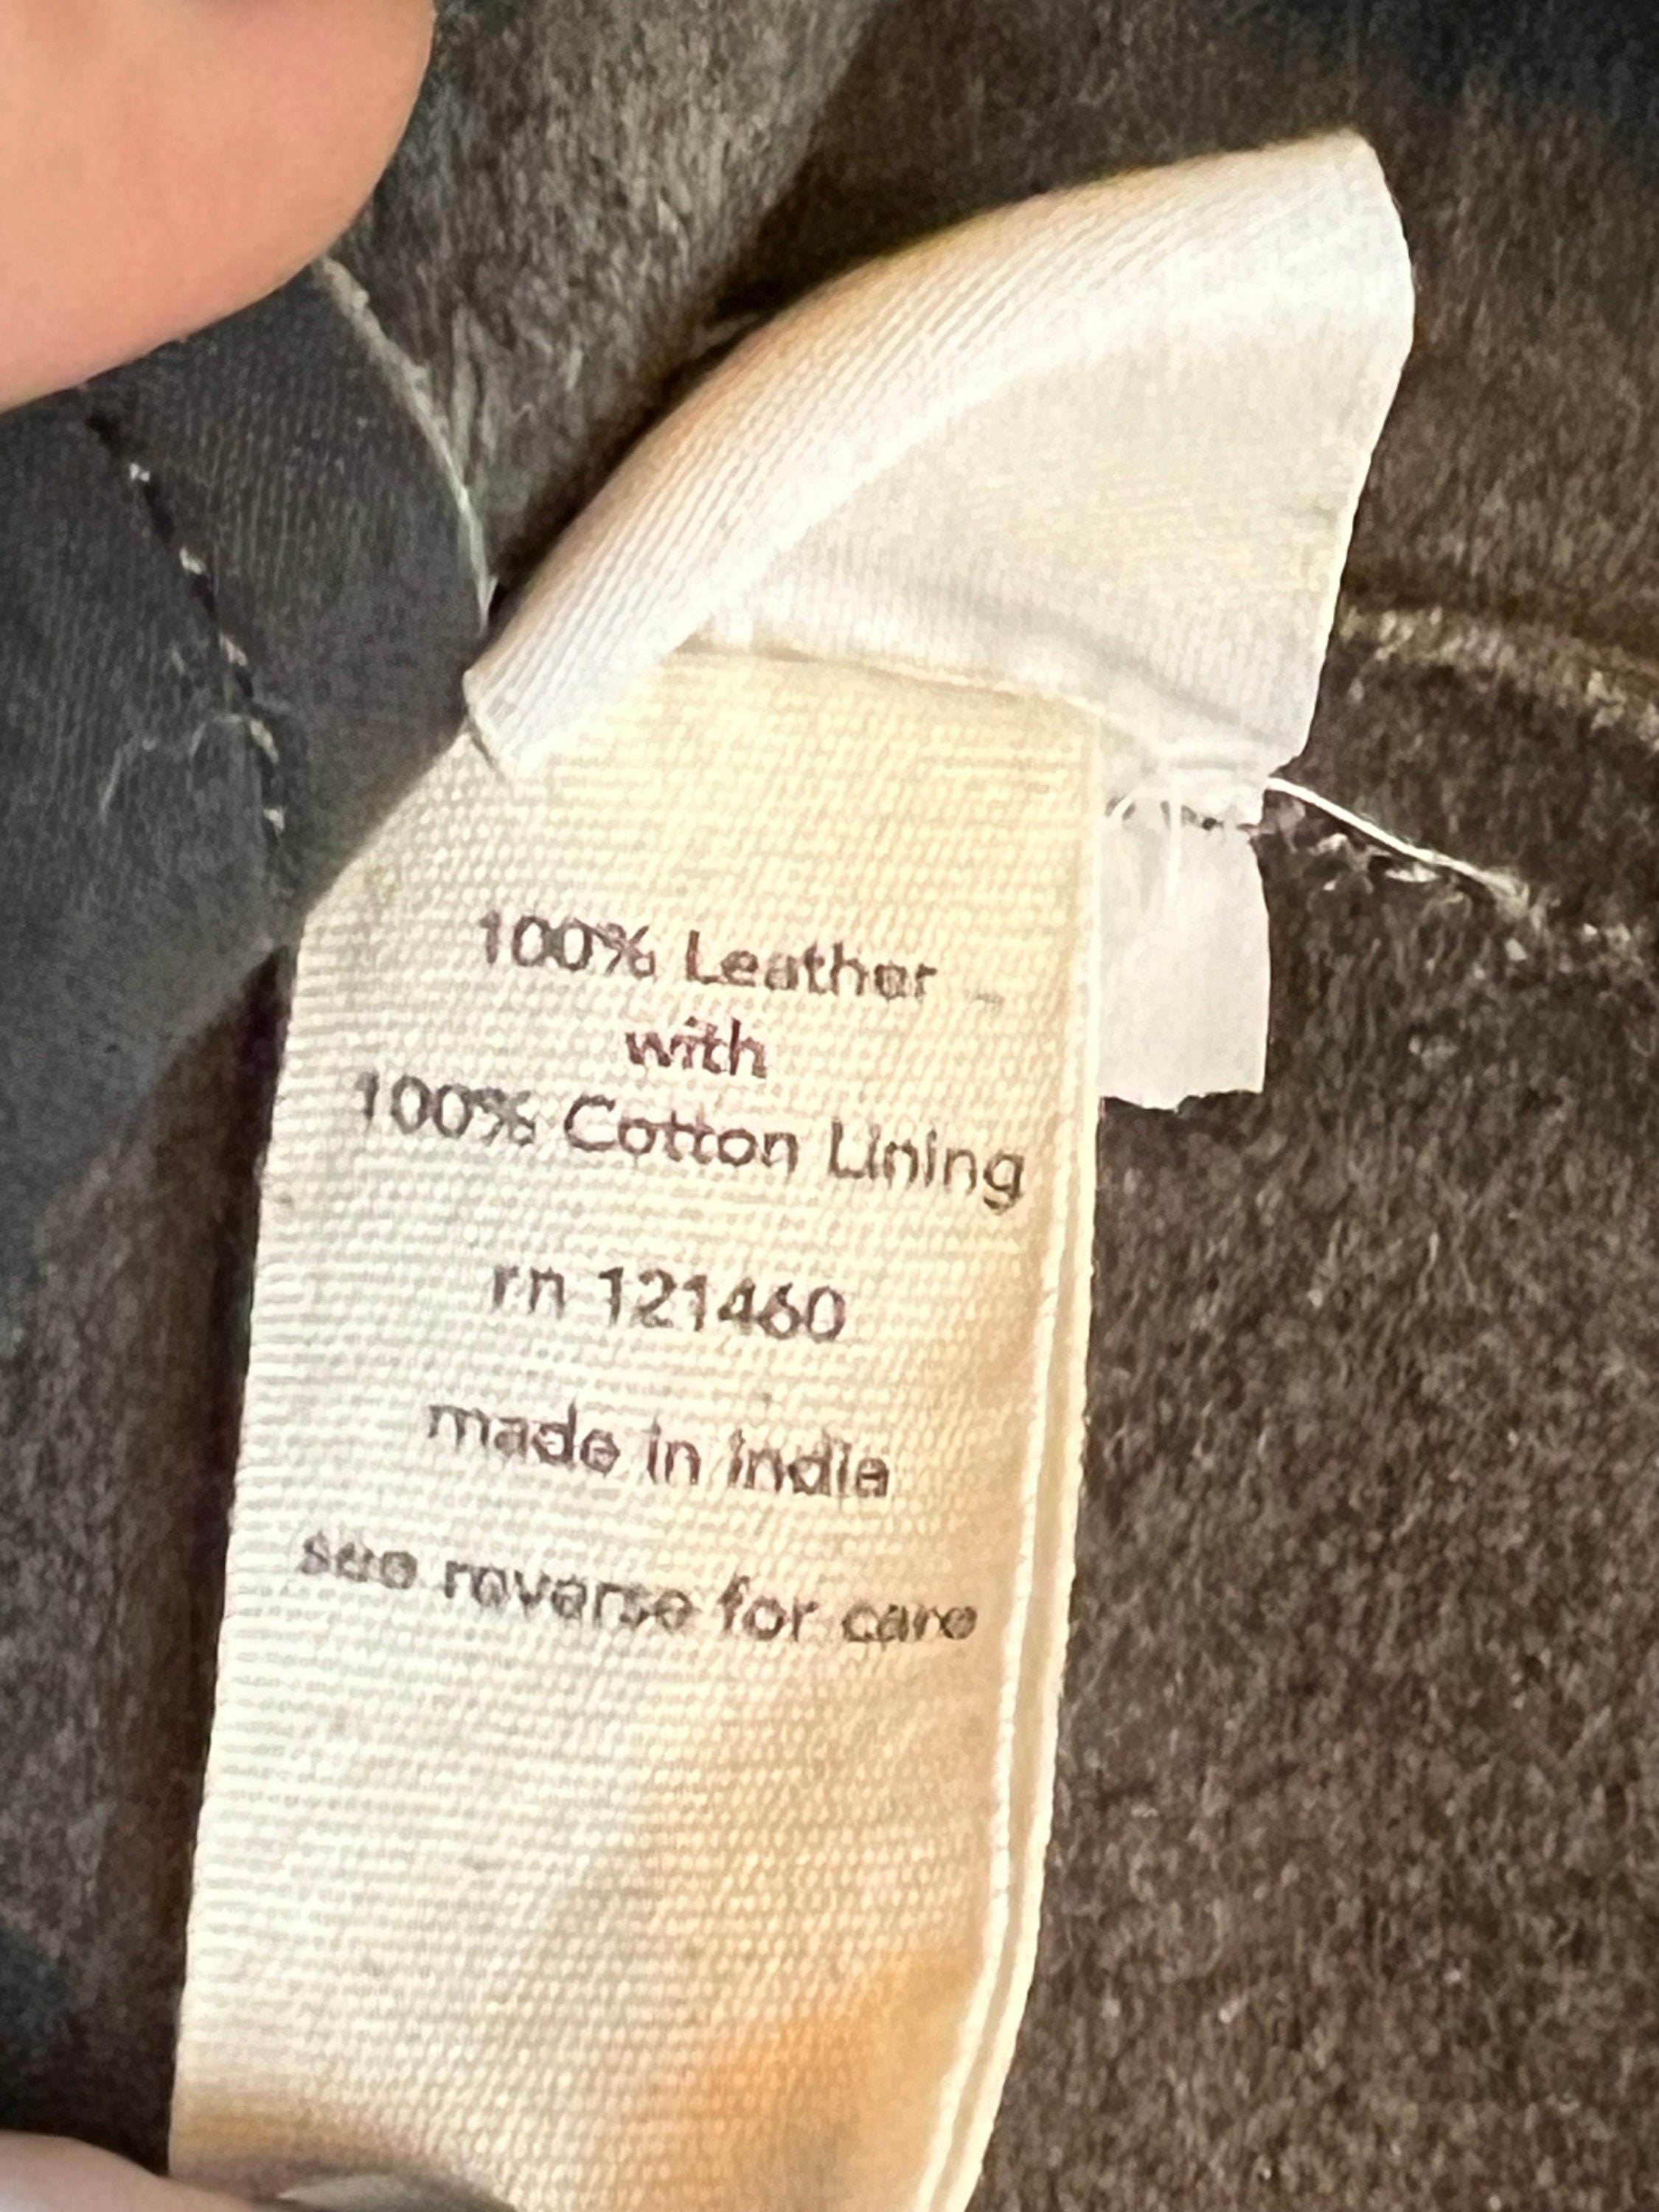 100% Leather
with
100% Cotton Lining
rn 121460
made in india
see reverse for care